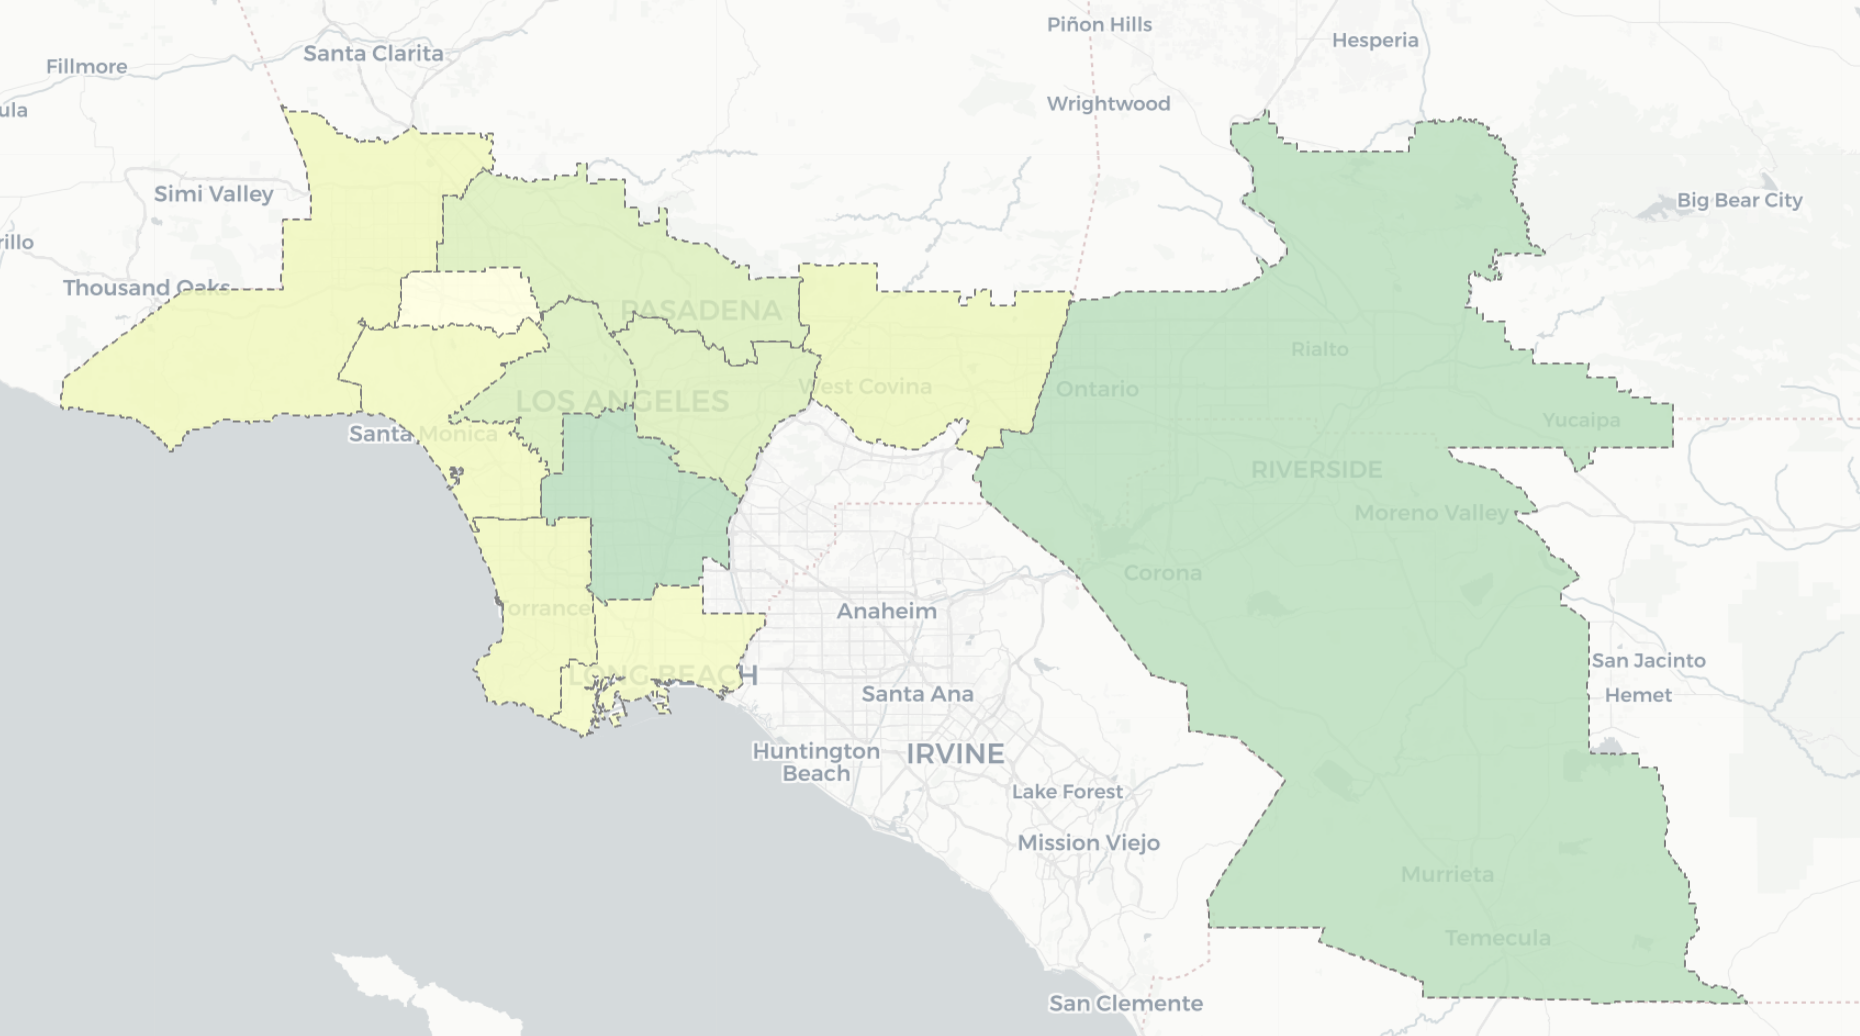 Piñon Hills
Hesperia
Santa Clarita
Fillmore
Wrightwood
ula
Simi Valley
Big Bear City
rillo
Thousand Oaks
PASADENA
Rialto
West Covina
Ontario
LOS ANGELES
Yucaipa
Santa Monica
RIVERSIDE
Moreno Valley
Corona
Torrance
Anaheim
San Jacinto
LONG BEACH
Santa Ana
Hemet
Huntington
Beach
IRVINE
Lake Forest
Mission Viejo
Murrieta
Temecula
San Clemente